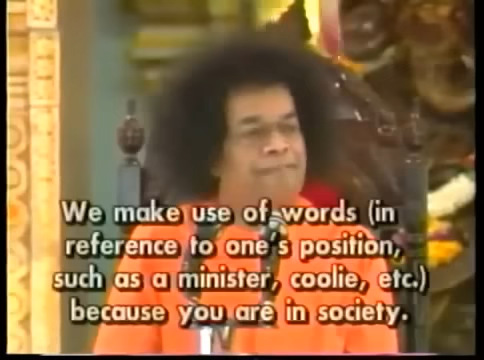 We make use of words (in
reference to one's position,
such as a minister, coolie, etc.)
because you are in society.